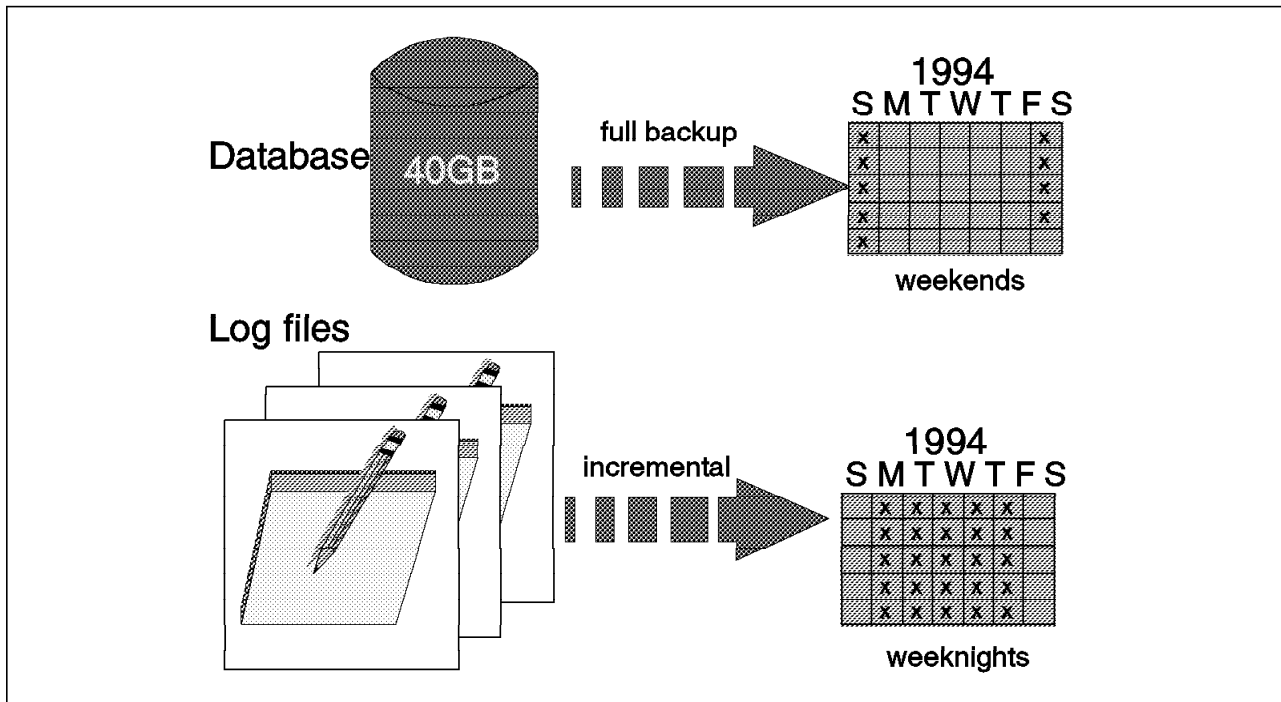 1994
S M T W T F S
full backup
Database
40GB
x x
x x
x x
x x
x
weekends
Log files
1994
S M T W T F S
incremental
x x x x x
x x x x x
x x x x x
x x x x x
x x x x x
weeknights